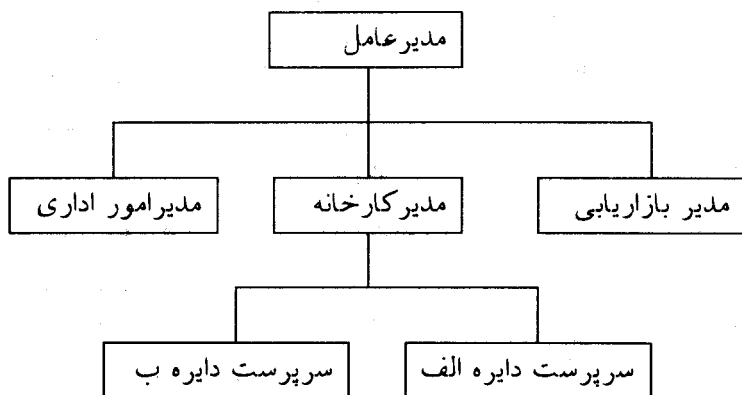 مدیرعامل
مدیر بازاریابی
مدیرکارخانه
مدیرامور اداری
سرپرست دایره الف
سرپرست دایره ب